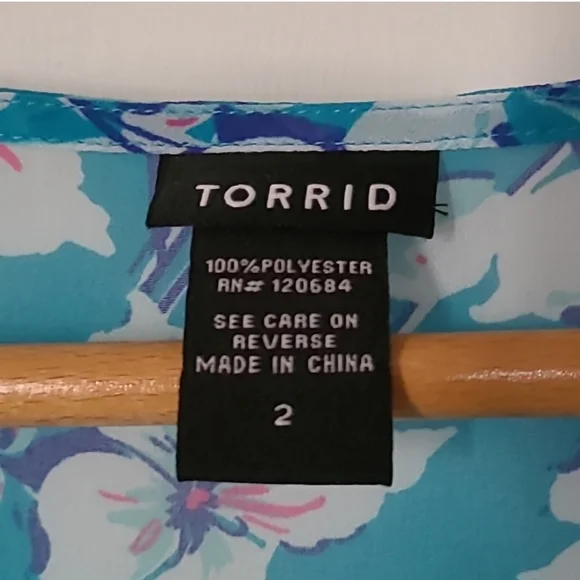 TORRID
100%POLYESTER
RN# 120684
SEE CARE ON
REVERSE
MADE IN CHINA
2